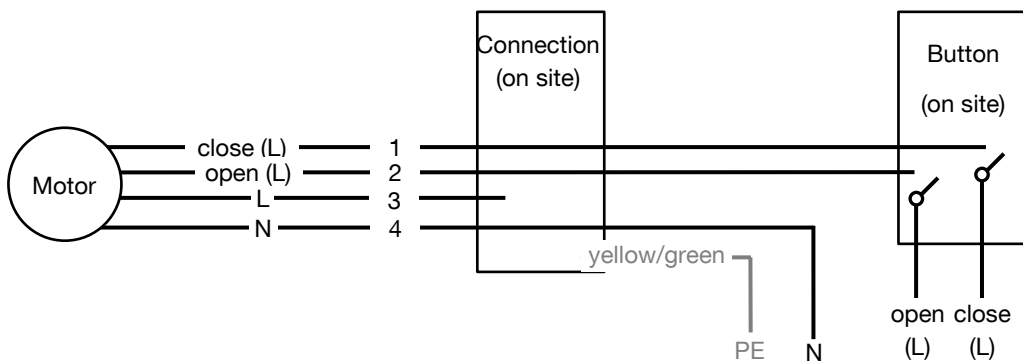 Connection
(on site)
Button
(on site)
Motor
close (L)
1
open (L)
2
L
3
N
4
yellow/green
PE
N
open
(L)
close
(L)